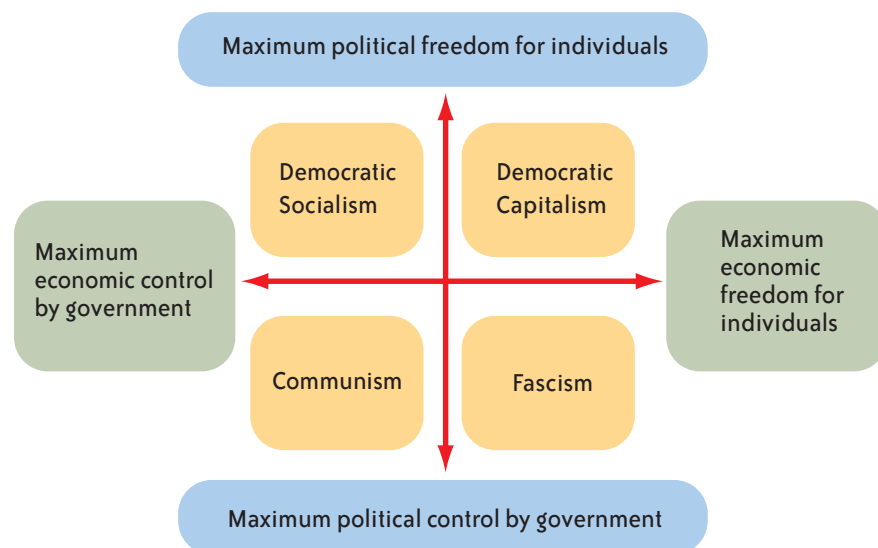 Maximum political freedom for individuals
Democratic
Socialism
Democratic
Capitalism
Maximum
economic control
by government
Maximum
economic
freedom for
individuals
Communism
Fascism
Maximum political control by government